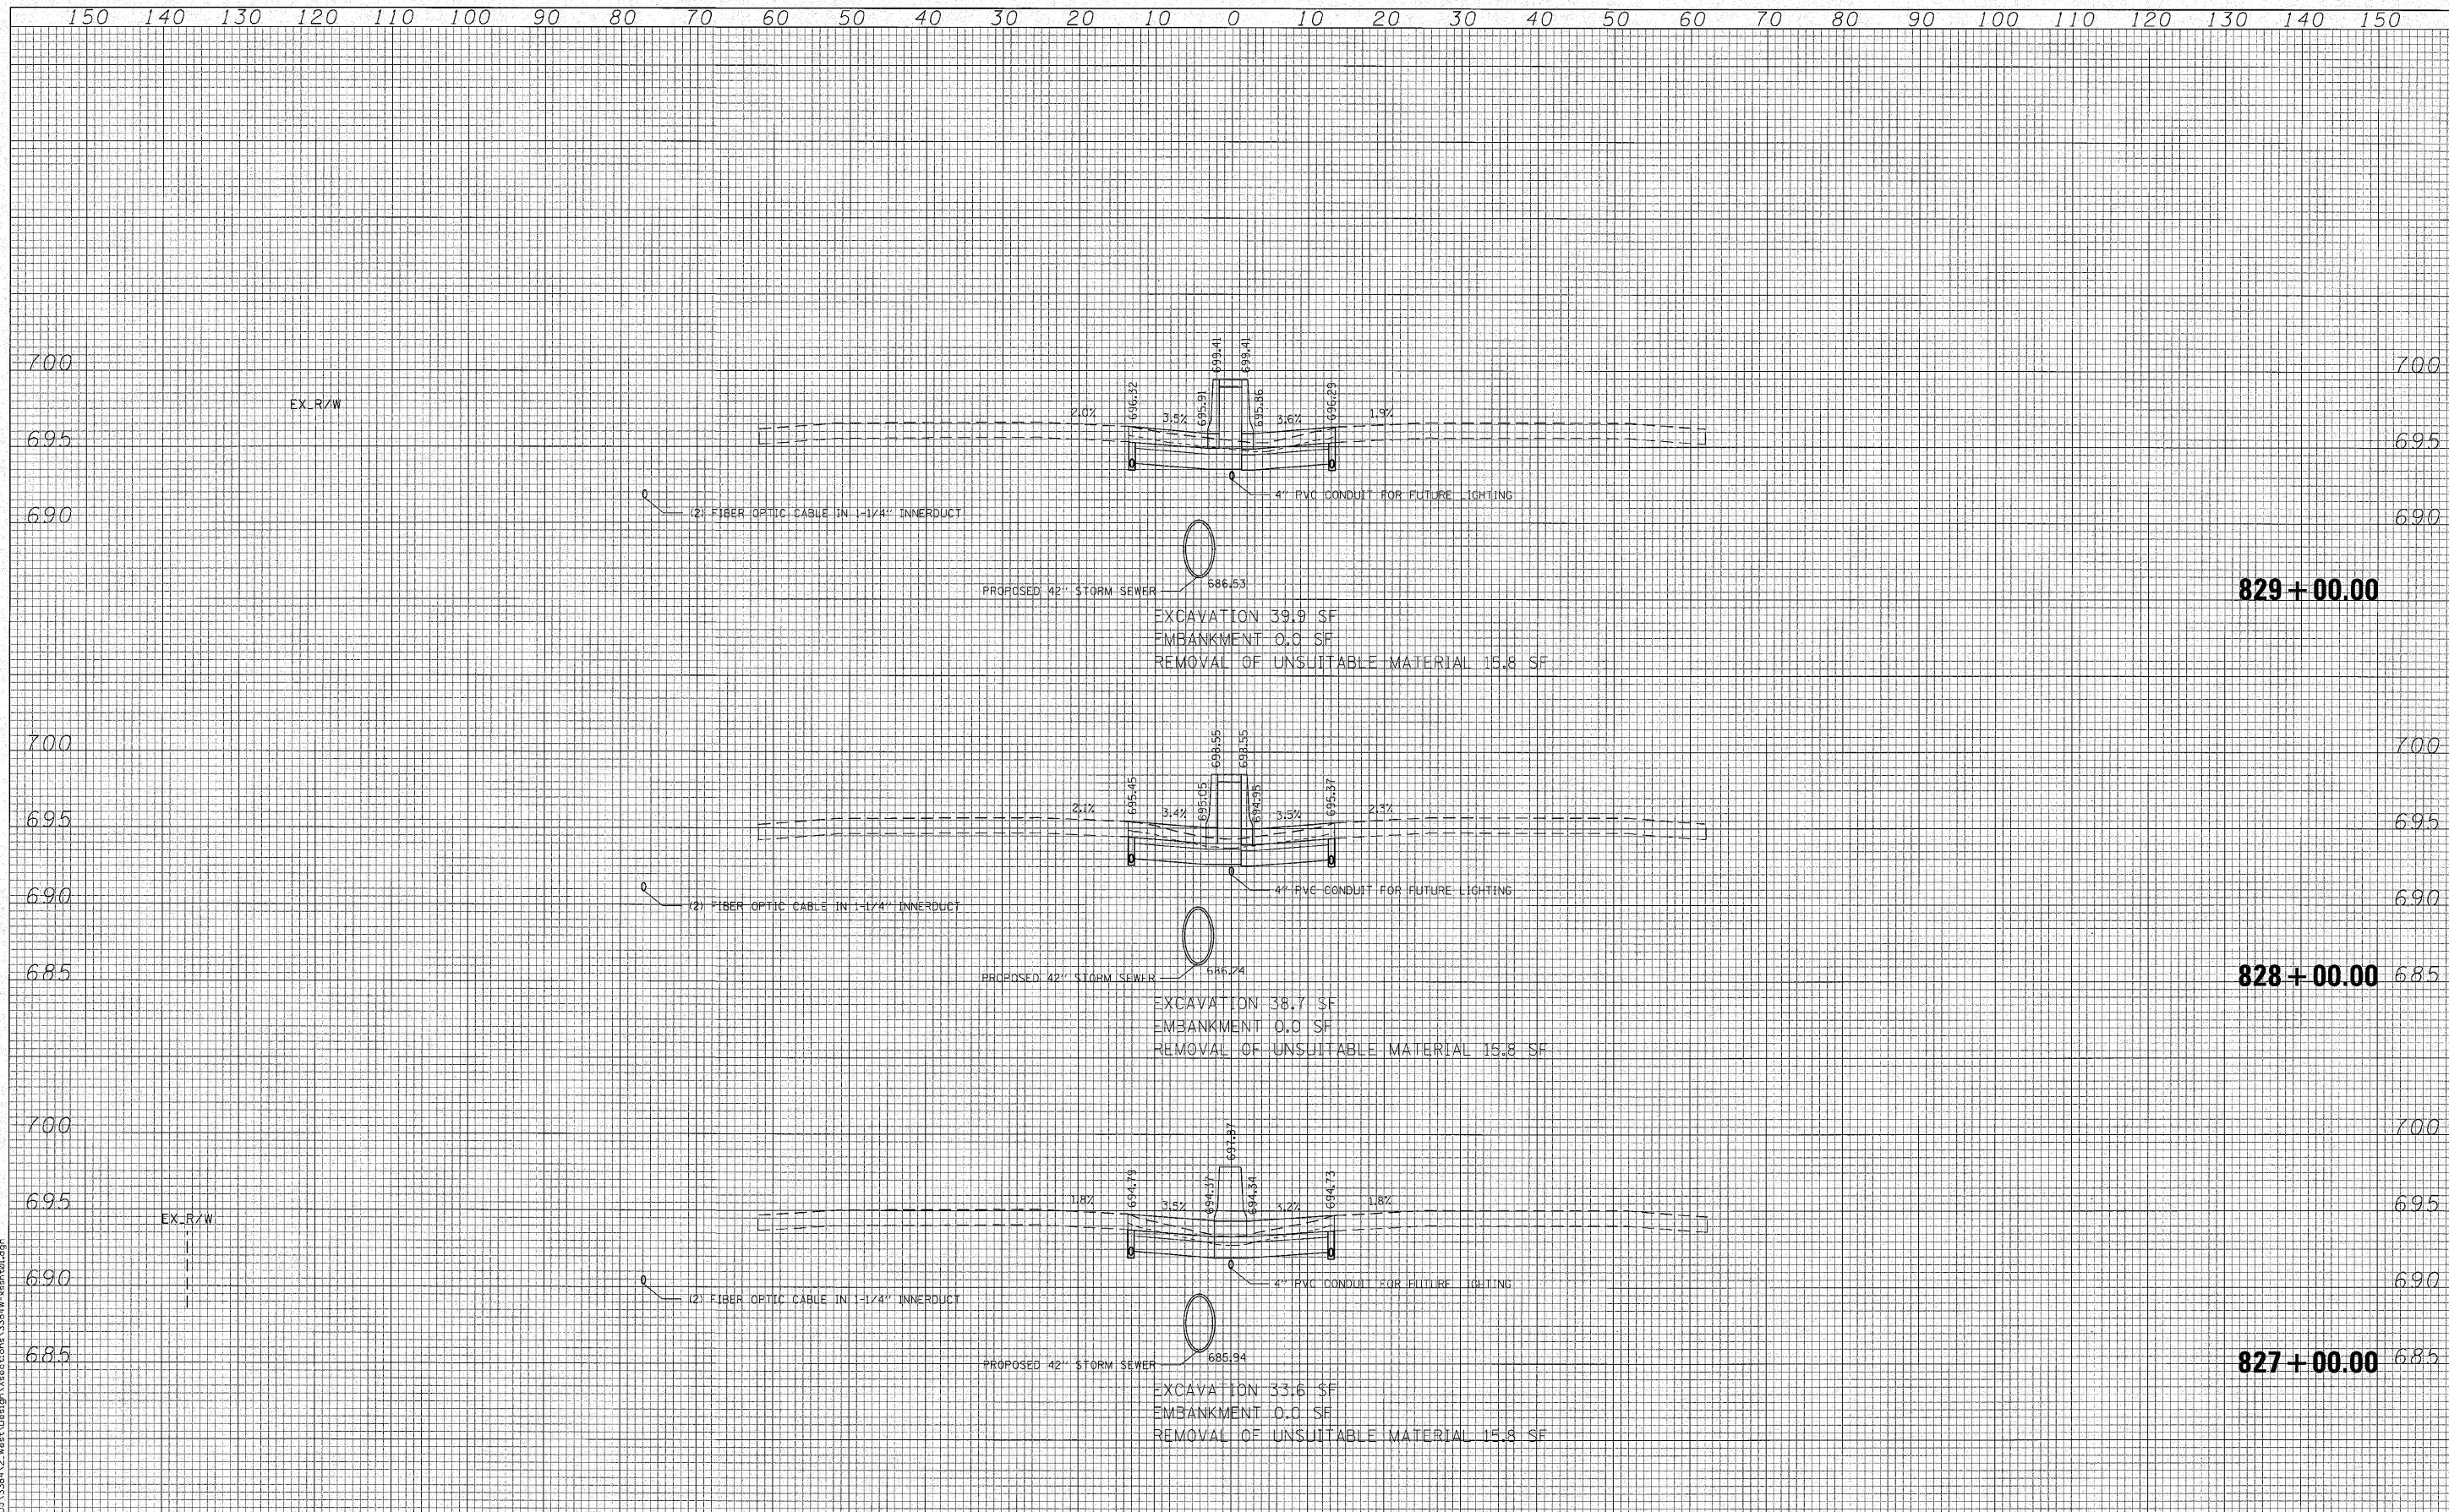 150 140 130 120 110 100 90 80 70 60 50 40 30 20 10 0 10 20 30 40 50 60 70 80 90 100 110 120 130 140 150
699.41 699.41
700 700
696.32 695.91 695.86 696.29
EX_R/W
2.0% 3.5% 3.6% 1.9%
695 695
4" PVC CONDUIT FOR FUTURE LIGHTING
(2) FIBER OPTIC CABLE IN 1-1/4" INNERDUCT
690 690
686.53
PROPOSED 42" STORM SEWER
829+00.00
EXCAVATION 39.9 SF
EMBANKMENT 0.0 SF
REMOVAL OF UNSUITABLE MATERIAL 15.8 SF
698.55 698.55
700 700
695.45 695.05 694.95 695.37
2.1% 3.4% 3.5% 2.3%
695 695
4" PVC CONDUIT FOR FUTURE LIGHTING
690 690
(2) FIBER OPTIC CABLE IN 1-1/4" INNERDUCT
686.24
PROPOSED 42" STORM SEWER
685 828+00.00 685
EXCAVATION 38.7 SF
EMBANKMENT 0.0 SF
REMOVAL OF UNSUITABLE MATERIAL 15.8 SF
700 700
697.37
694.79 694.37 694.34 694.73
1.8% 3.5% 3.2% 1.8%
695 695
EX_R/W
690 690
4" PVC CONDUIT FOR FUTURE LIGHTING
(2) FIBER OPTIC CABLE IN 1-1/4" INNERDUCT
685.94
PROPOSED 42" STORM SEWER
685 827+00.00 685
EXCAVATION 33.6 SF
EMBANKMENT 0.0 SF
REMOVAL OF UNSUITABLE MATERIAL 15.8 SF